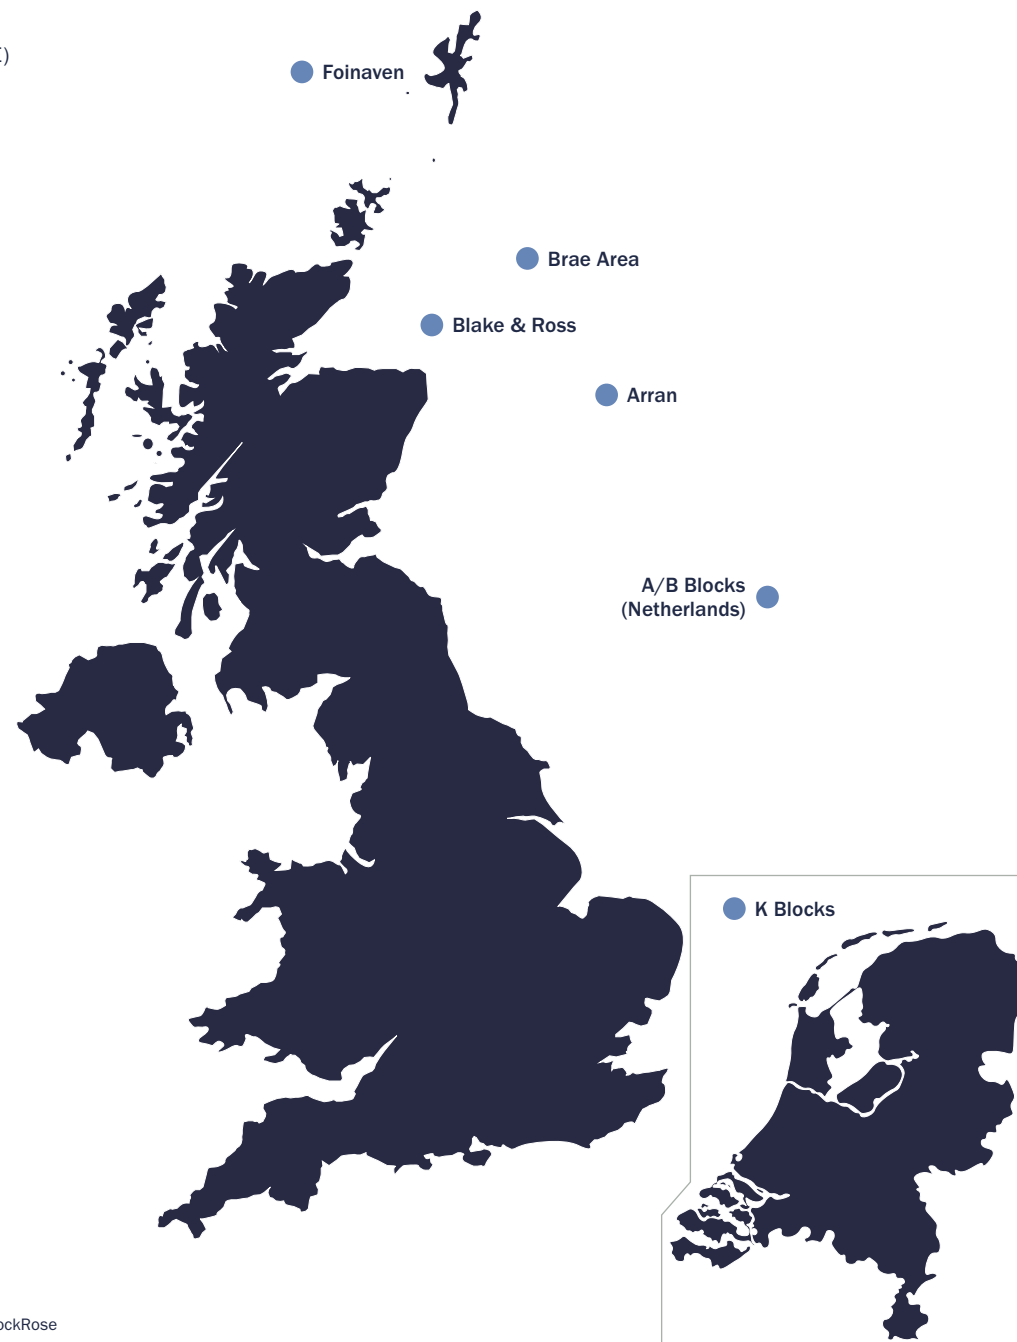 Foinaven
Brae Area
Blake & Ross
Arran
A/B Blocks
(Netherlands)
K Blocks